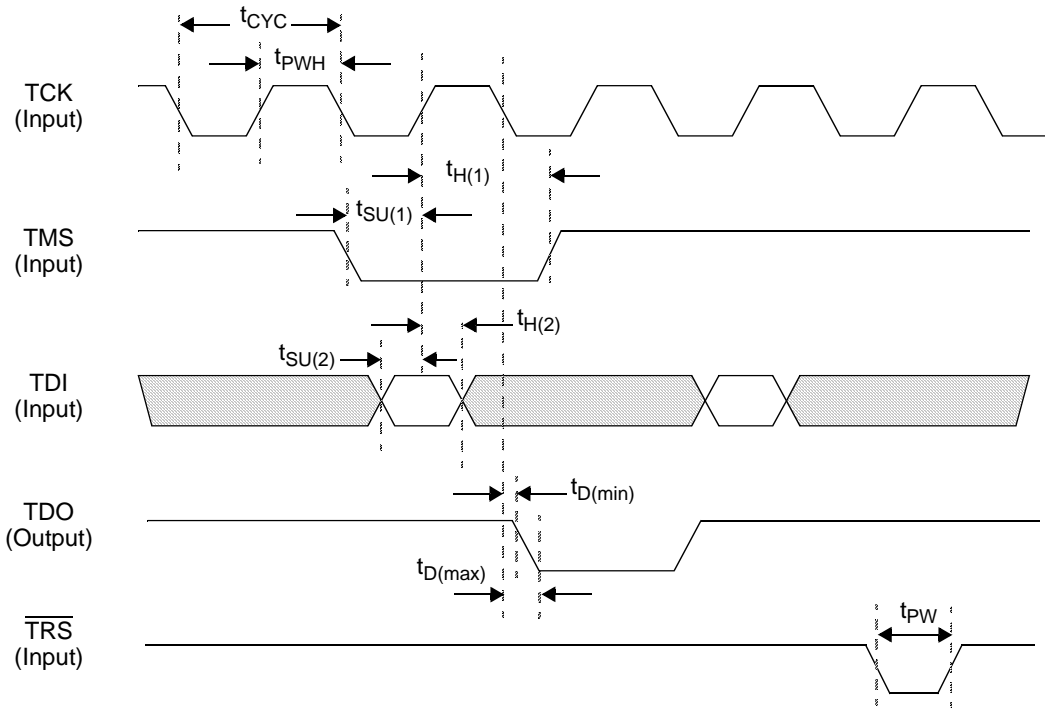 tCYC
tPWH
TCK
(Input)
tH(1)
tSU(1)
TMS
(Input)
tH(2)
tSU(2)
TDI
(Input)
tD(min)
TDO
(Output)
tD(max)
TRS
(Input)
tPW